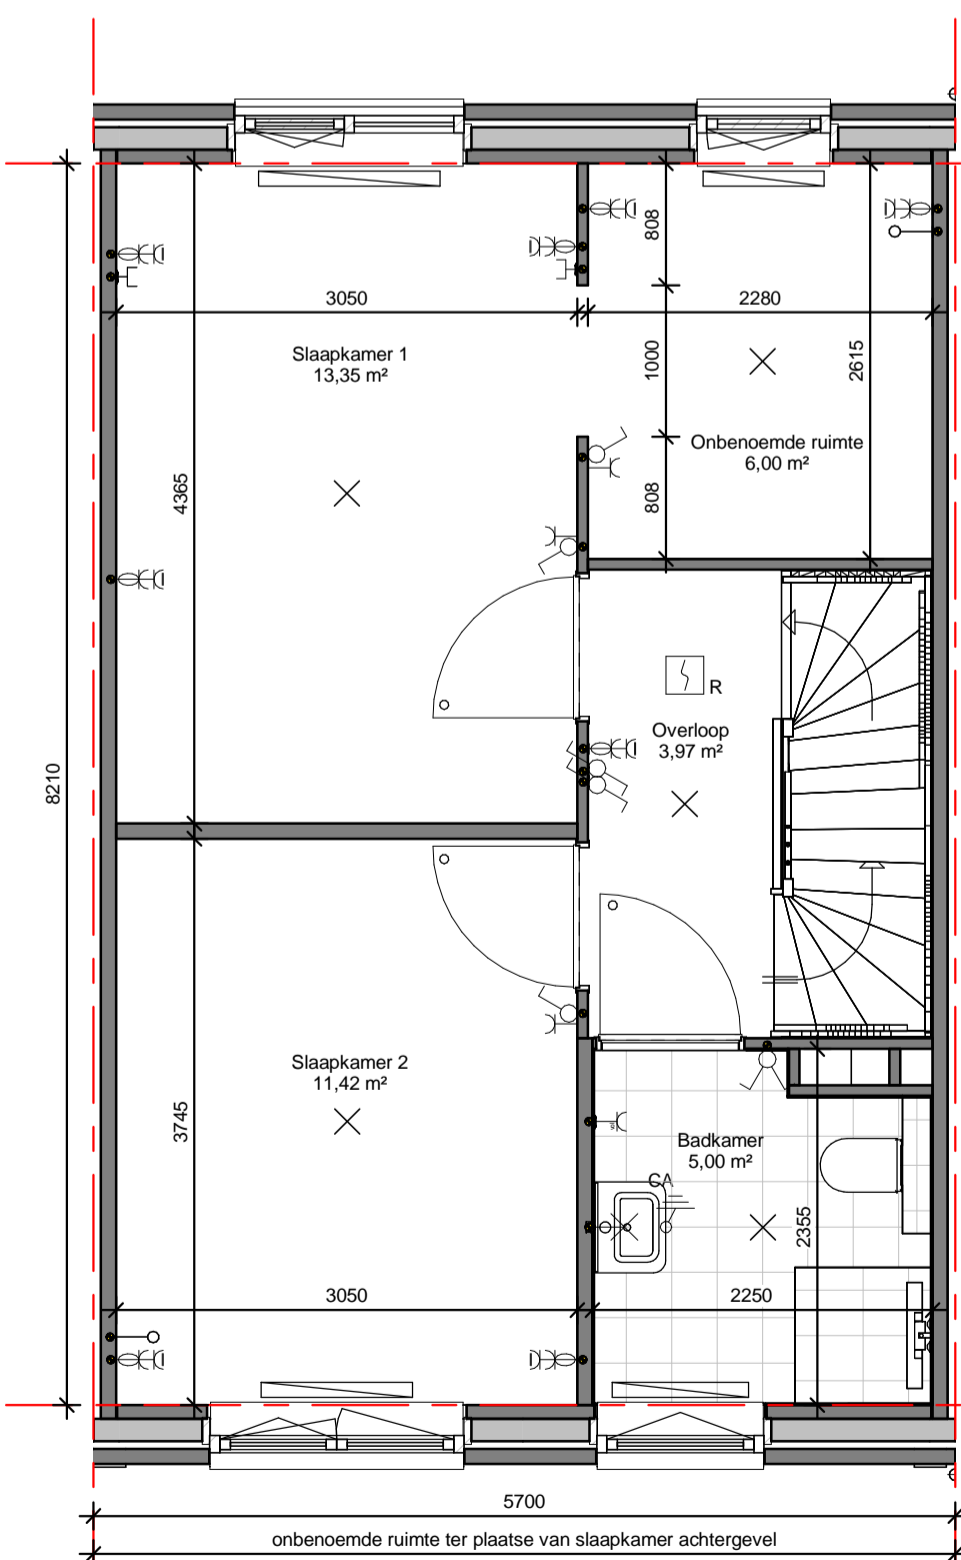 808
3050
2280
Slaapkamer 1
13,35 m²
1000
2615
Onbenoemde ruimte
6,00 m²
4365
808
R
Overloop
3,97 m²
8210
Slaapkamer 2
11,42 m²
3745
Badkamer
5,00 m²
CA
2355
3050
2250
5700
onbenoemde ruimte ter plaatse van slaapkamer achtergevel